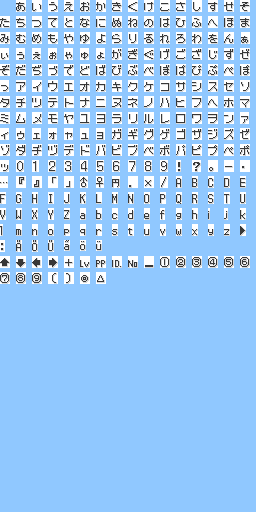 あいうえおかきくけこさしすせそ
たちつてとなにぬねのはひふへほま
みむめもやゆよらりるれろわをんぁ
ぃぅぇぉゃゅょがぎぐげござじずぜ
ぞだぢづでどばびぶべぼぱぴぷぺぽ
っアイウエオカキクケコサシスセソ
タチツテトナニヌネノハヒフヘホマ
ミムメモヤユヨラリルレロワヲンァ
ィゥェォャュョガギグゲゴザジズゼ
ゾダヂヅデドバビブベボパピプペポ
ッ0123456789!?。ー・
…『』「」♂♀円.×/ABCDE
FGHIJKLMNOPQRSTU
VWXYZabcdefghijk
lmnopqrstuvwxyz▶
:ÄÖÜäöü
↑↓←→+ Lv PP ID № _ ①②③④⑤⑥
⑦⑧⑨()◎△